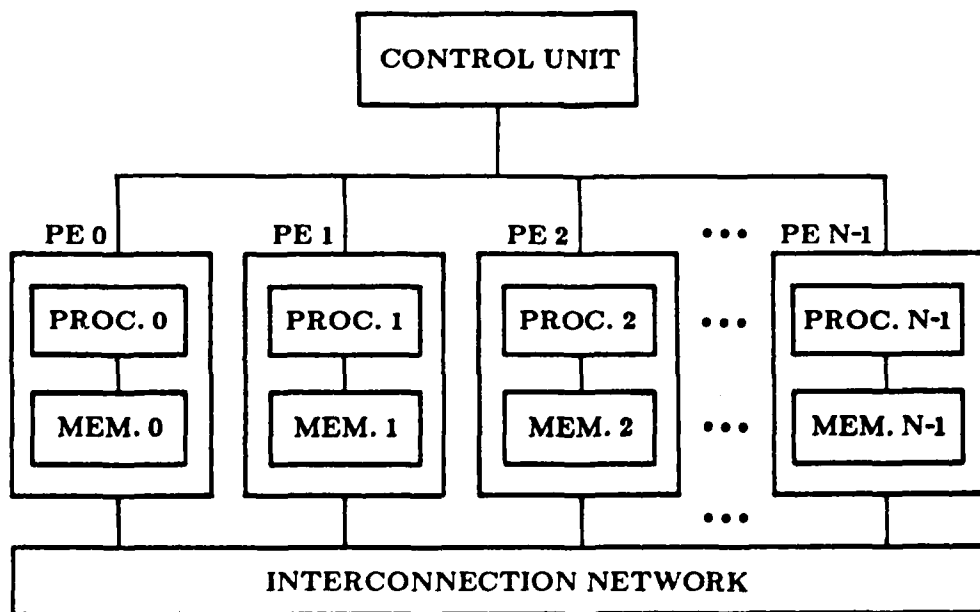 CONTROL UNIT
PE 0 PE 1 PE 2 ••• PE N-1
PROC. 0 PROC. 1 PROC. 2 ••• PROC. N-1
MEM. 0 MEM. 1 MEM. 2 ••• MEM. N-1
•••
INTERCONNECTION NETWORK